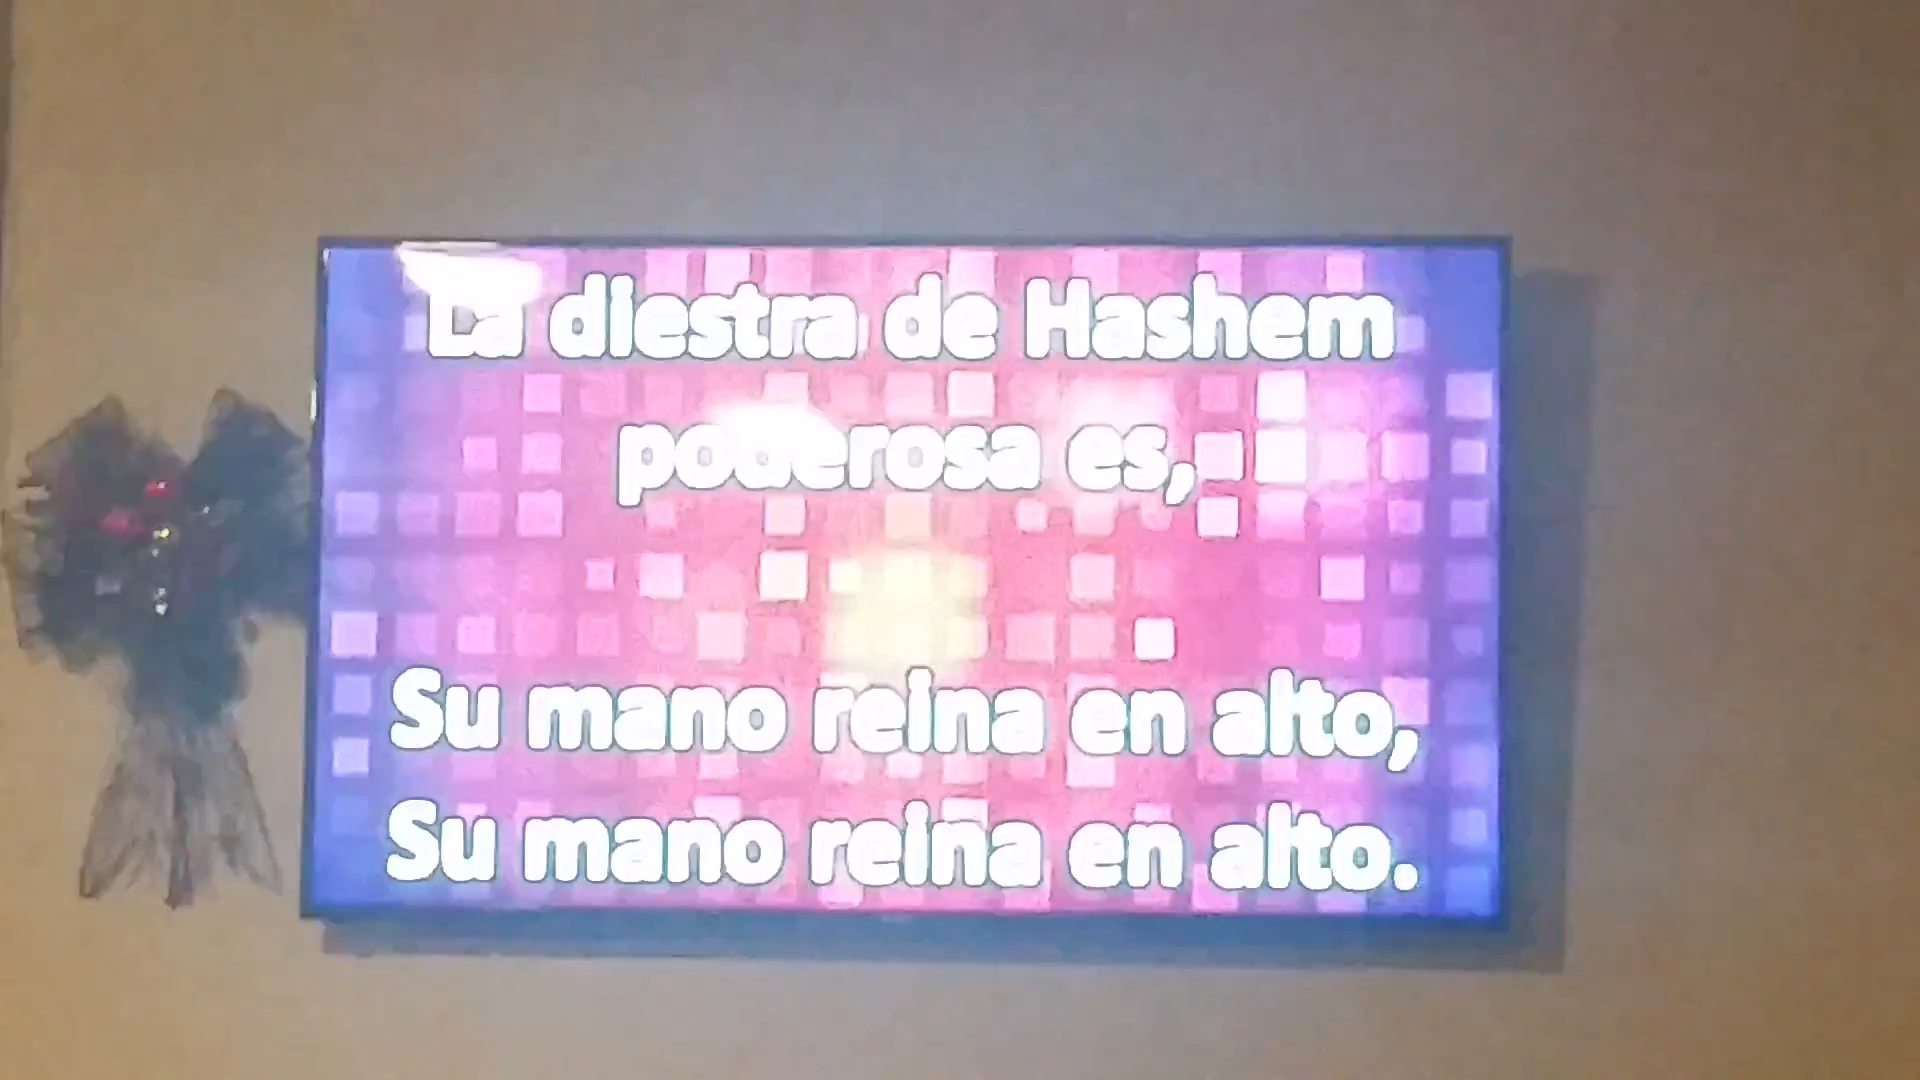 La diestra de Hashem
poderosa es,
Su mano reina en alto,
Su mano reina en alto.